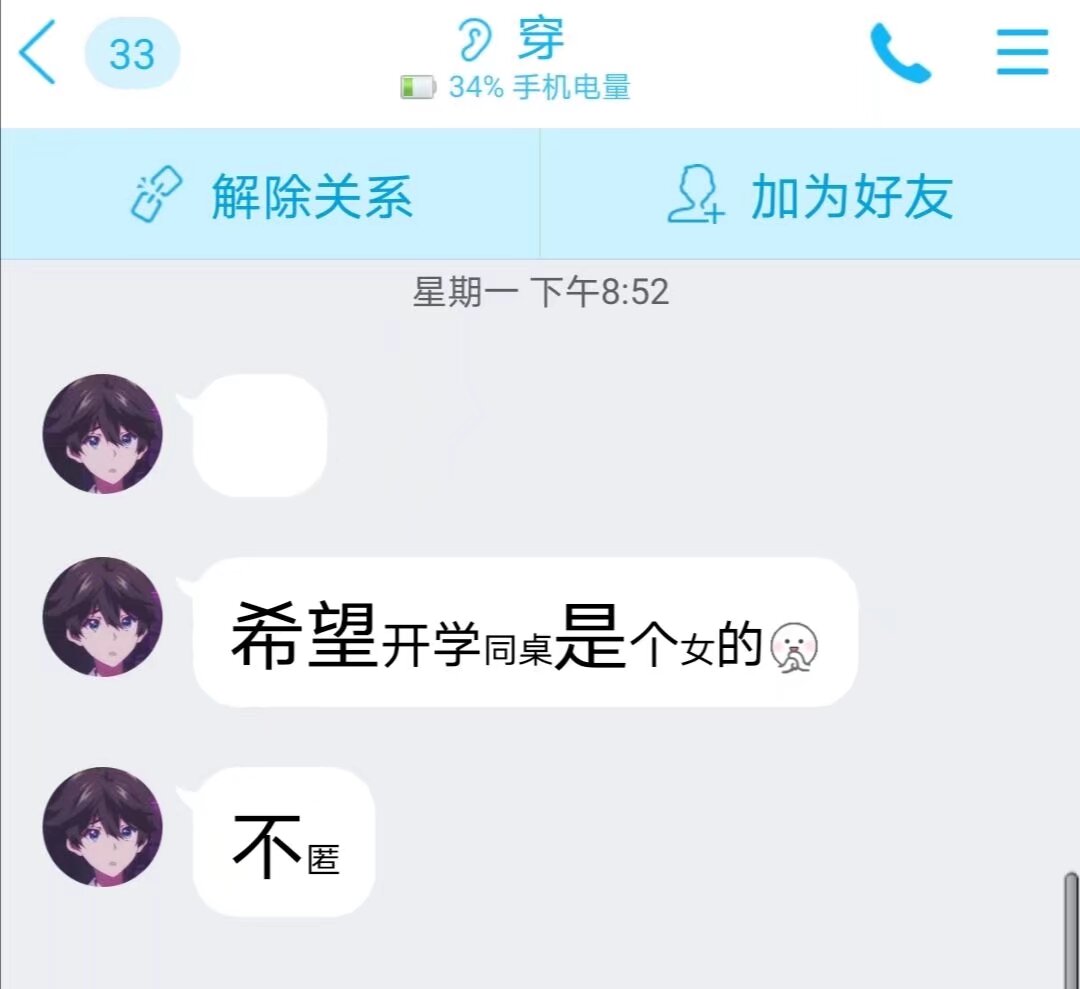 33
穿
34% 手机电量
解除关系
加为好友
星期一 下午8:52
希望开学同桌是个女的
不匿